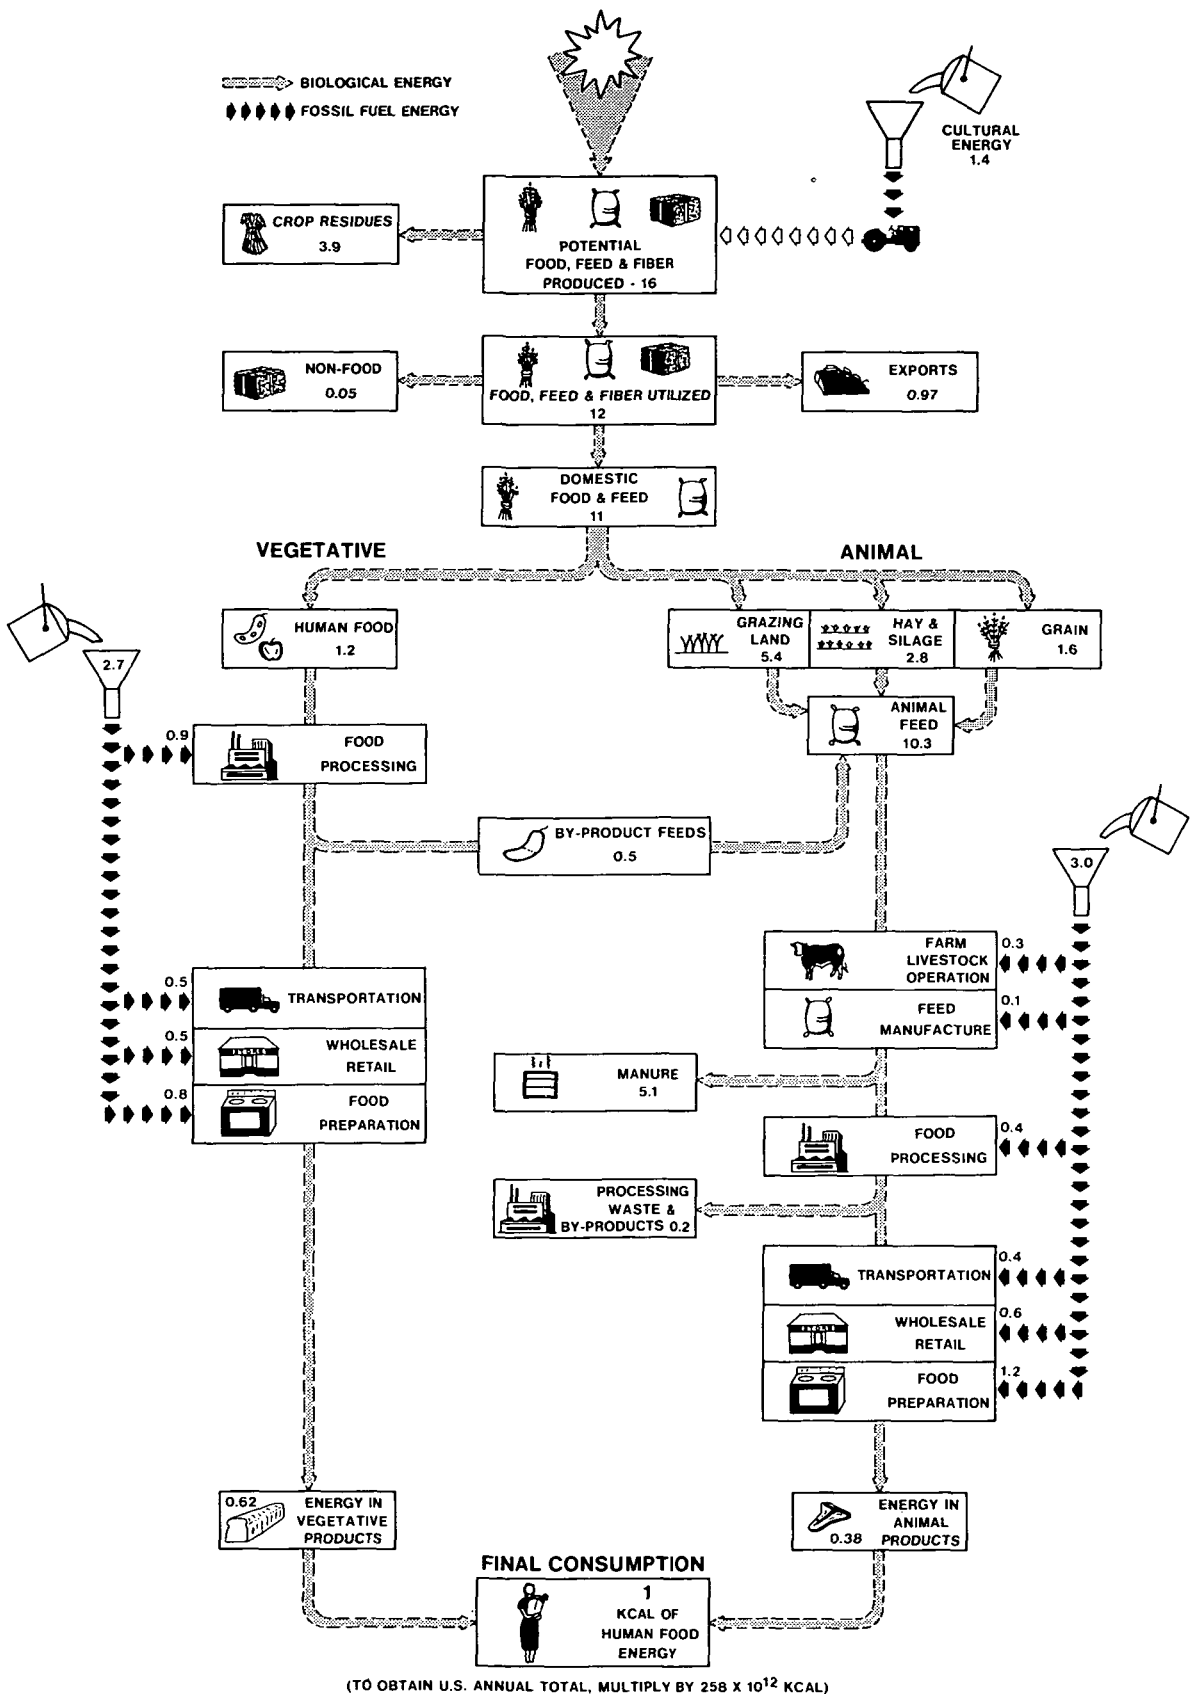 BIOLOGICAL ENERGY
FOSSIL FUEL ENERGY
CULTURAL
ENERGY
1.4
CROP RESIDUES
3.9
POTENTIAL
FOOD, FEED & FIBER
PRODUCED - 16
NON-FOOD
0.05
FOOD, FEED & FIBER UTILIZED
12
EXPORTS
0.97
DOMESTIC
FOOD & FEED
11
VEGETATIVE
ANIMAL
HUMAN FOOD
1.2
GRAZING
LAND
5.4
HAY &
SILAGE
2.8
GRAIN
1.6
2.7
ANIMAL
FEED
10.3
0.9
FOOD
PROCESSING
BY-PRODUCT FEEDS
0.5
3.0
FARM
LIVESTOCK
OPERATION
0.3
FEED
MANUFACTURE
0.1
0.5
TRANSPORTATION
0.5
WHOLESALE
RETAIL
0.8
FOOD
PREPARATION
MANURE
5.1
FOOD
PROCESSING
0.4
PROCESSING
WASTE &
BY-PRODUCTS 0.2
TRANSPORTATION
0.4
WHOLESALE
RETAIL
0.6
FOOD
PREPARATION
1.2
0.62
ENERGY IN
VEGETATIVE
PRODUCTS
ENERGY IN
ANIMAL
PRODUCTS
0.38
FINAL CONSUMPTION
1
KCAL OF
HUMAN FOOD
ENERGY
(TO OBTAIN U.S. ANNUAL TOTAL, MULTIPLY BY 258 X 10¹² KCAL)